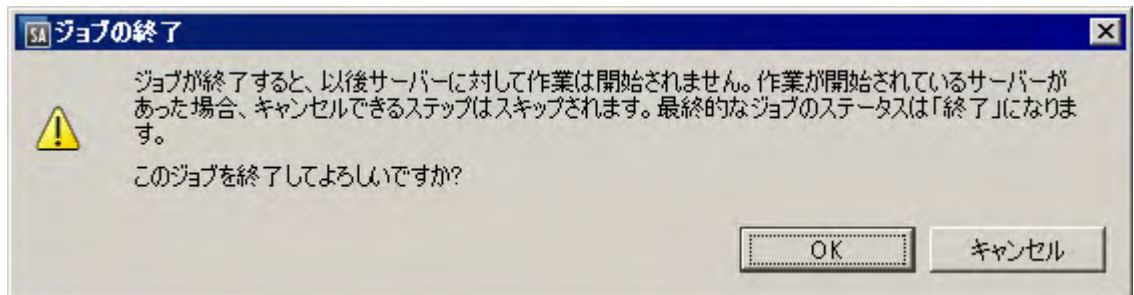 SA ジョブの終了
ジョブが終了すると、以後サーバーに対して作業は開始されません。作業が開始されているサーバーが
あった場合、キャンセルできるステップはスキップされます。最終的なジョブのステータスは「終了」になりま
す。
このジョブを終了してよろしいですか?
OK キャンセル